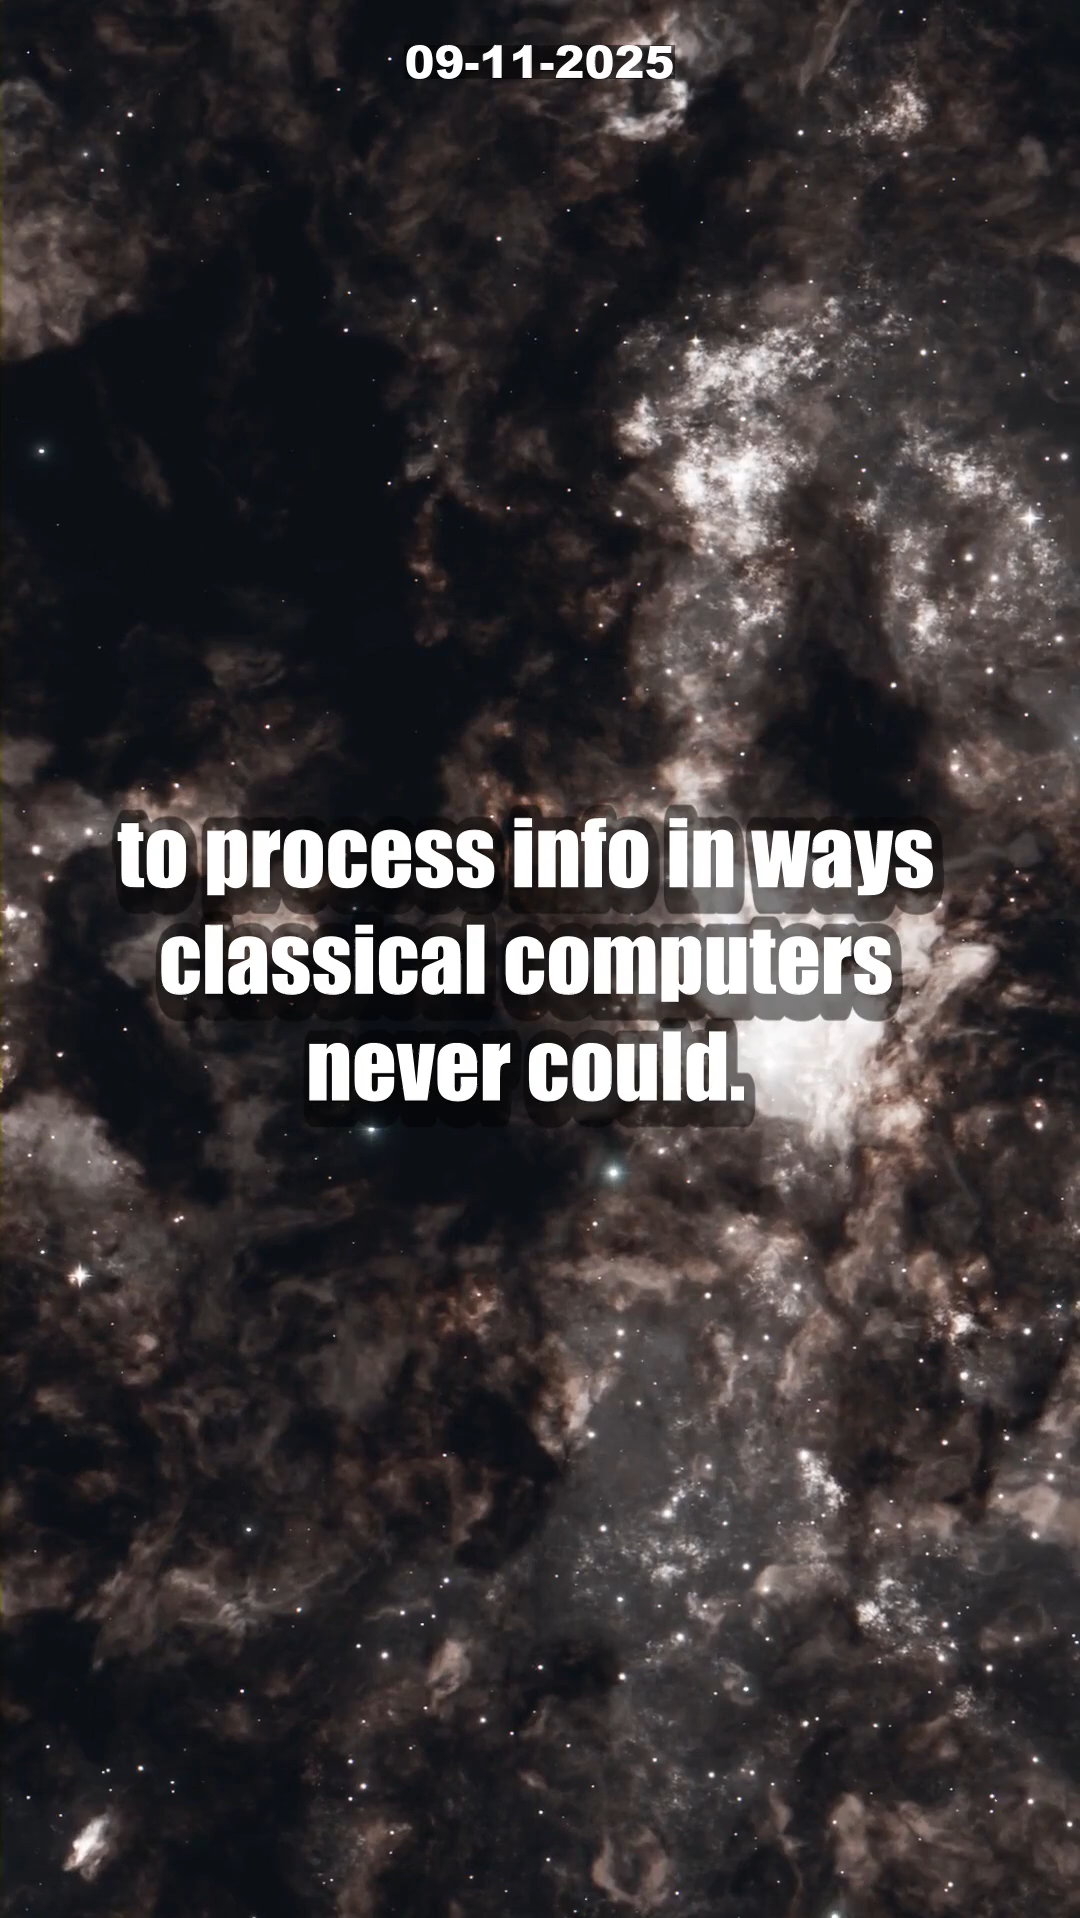 09-11-2025
to process info in ways
classical computers
never could.